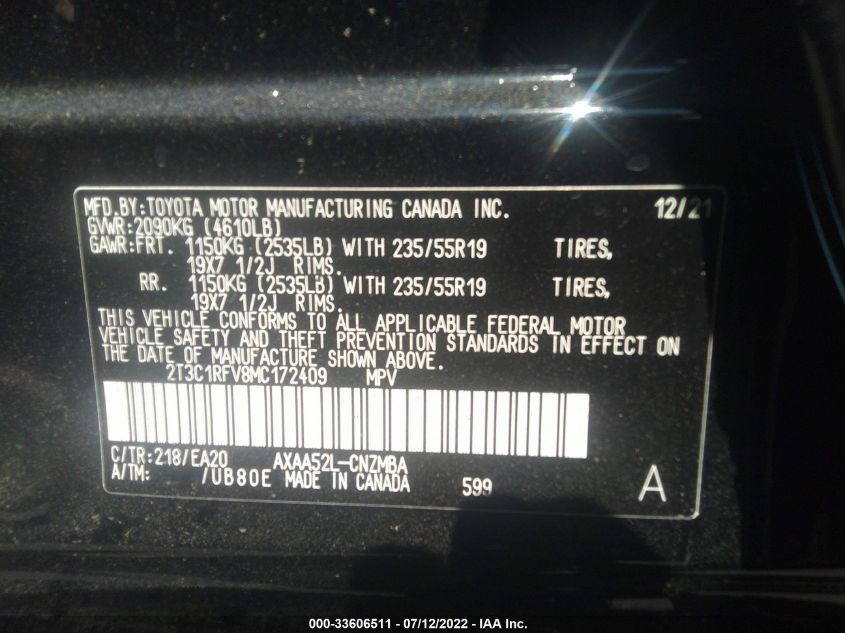 MFD.BY:TOYOTA MOTOR MANUFACTURING CANADA INC. 12/21
GVWR:2090KG (4610LB)
GAWR:FRT. 1150KG (2535LB) WITH 235/55R19 TIRES,
19X7 1/2J RIMS.
RR. 1150KG (2535LB) WITH 235/55R19 TIRES,
19X7 1/2J RIMS.
THIS VEHICLE CONFORMS TO ALL APPLICABLE FEDERAL MOTOR
VEHICLE SAFETY AND THEFT PREVENTION STANDARDS IN EFFECT ON
THE DATE OF MANUFACTURE SHOWN ABOVE.
2T3C1RFV8MC172409 MPV
C/TR:218/EA20 AXAA52L-CNZMBA
A/TM: /UB80E MADE IN CANADA 599 A
000-33606511 - 07/12/2022 - IAA Inc.